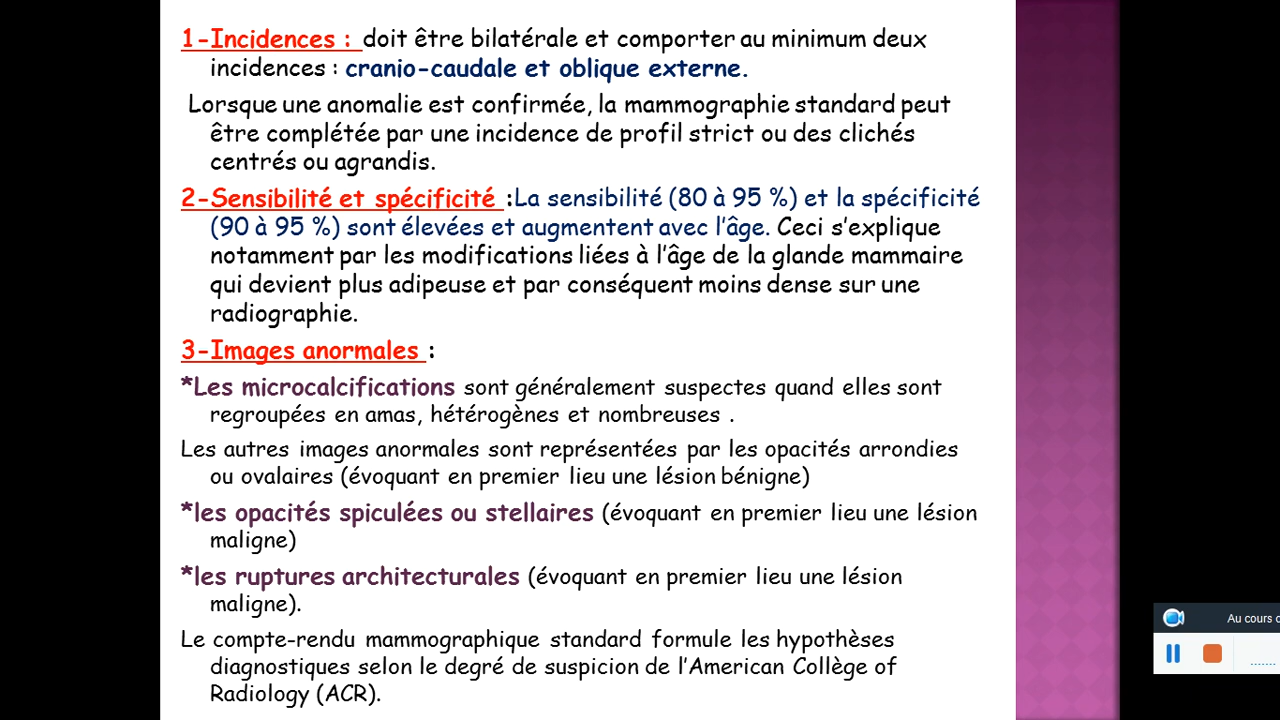 1-Incidences : doit être bilatérale et comporter au minimum deux
incidences : cranio-caudale et oblique externe.
Lorsque une anomalie est confirmée, la mammographie standard peut
être complétée par une incidence de profil strict ou des clichés
centrés ou agrandis.
2-Sensibilité et spécificité :La sensibilité (80 à 95 %) et la spécificité
(90 à 95 %) sont élevées et augmentent avec l'âge. Ceci s'explique
notamment par les modifications liées à l'âge de la glande mammaire
qui devient plus adipeuse et par conséquent moins dense sur une
radiographie.
3-Images anormales :
*Les microcalcifications sont généralement suspectes quand elles sont
regroupées en amas, hétérogènes et nombreuses .
Les autres images anormales sont représentées par les opacités arrondies
ou ovalaires (évoquant en premier lieu une lésion bénigne)
*les opacités spiculées ou stellaires (évoquant en premier lieu une lésion
maligne)
*les ruptures architecturales (évoquant en premier lieu une lésion
maligne).
Le compte-rendu mammographique standard formule les hypothèses
diagnostiques selon le degré de suspicion de l'American Collège of
Radiology (ACR).
Au cours